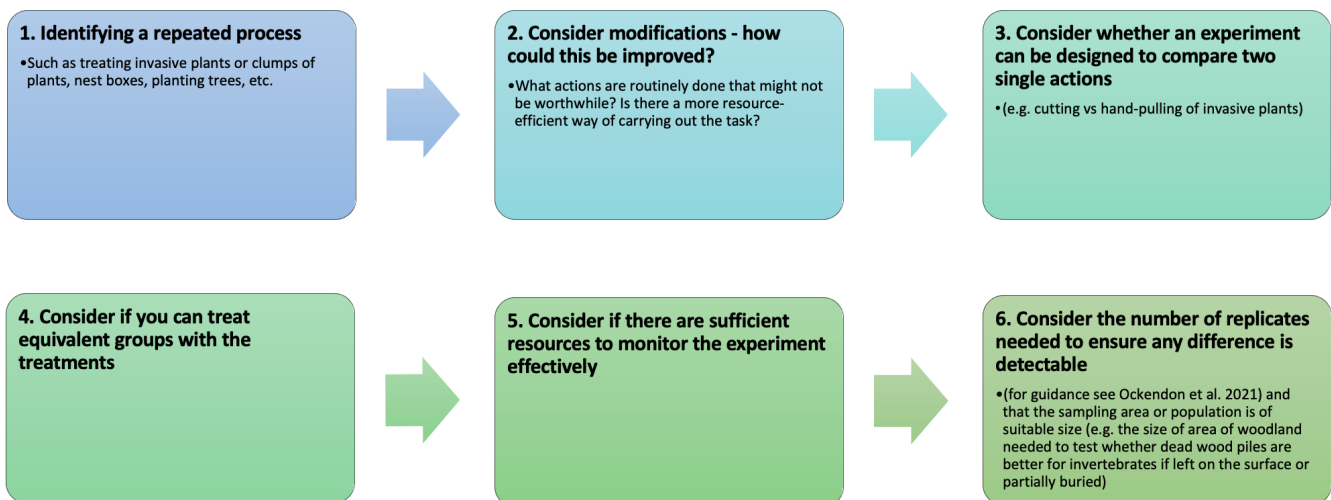 1. Identifying a repeated process
•Such as treating invasive plants or clumps of
plants, nest boxes, planting trees, etc.
2. Consider modifications - how
could this be improved?
•What actions are routinely done that might not
be worthwhile? Is there a more resource-
efficient way of carrying out the task?
3. Consider whether an experiment
can be designed to compare two
single actions
•(e.g. cutting vs hand-pulling of invasive plants)
4. Consider if you can treat
equivalent groups with the
treatments
5. Consider if there are sufficient
resources to monitor the experiment
effectively
6. Consider the number of replicates
needed to ensure any difference is
detectable
•(for guidance see Ockendon et al. 2021) and
that the sampling area or population is of
suitable size (e.g. the size of area of woodland
needed to test whether dead wood piles are
better for invertebrates if left on the surface or
partially buried)